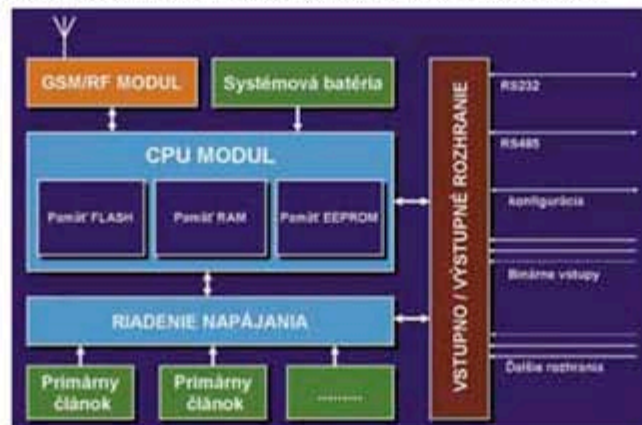 GSM/RF MODUL
Systémová batéria
CPU MODUL
Pamäť FLASH
Pamäť RAM
Pamäť EEPROM
RIADENIE NAPÁJANIA
Primárny
článok
Primárny
článok
..........
VSTUPNO / VÝSTUPNÉ ROZHRANIE
RS232
RS485
konfigurácia
Binárne vstupy
Ďalšie rozhrania